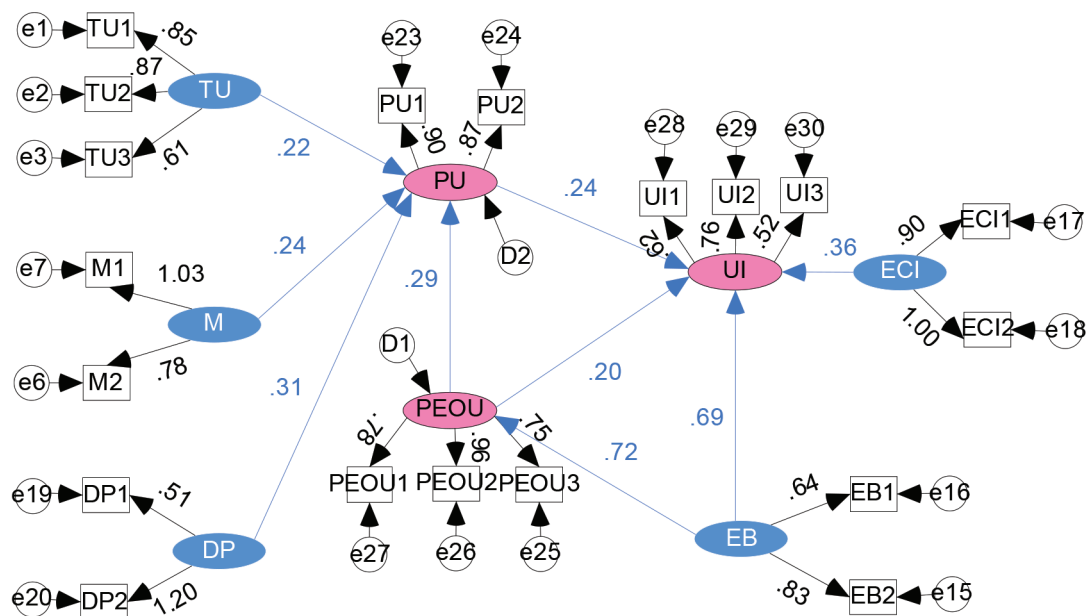 e1
TU1
.85
e2
TU2
.87
TU
e3
TU3
.61
.22
e23
e24
PU1
PU2
.90
.87
PU
D2
.24
e28
e29
e30
UI1
UI2
UI3
.62
.76
.52
UI
.36
ECI
.90
ECI1
e17
1.00
ECI2
e18
e7
M1
1.03
M
e6
M2
.78
.24
.29
D1
PEOU
.20
.31
.78
.96
.75
PEOU1
PEOU2
PEOU3
e27
e26
e25
.72
.69
e19
DP1
.51
DP
e20
DP2
1.20
EB
.64
EB1
e16
.83
EB2
e15